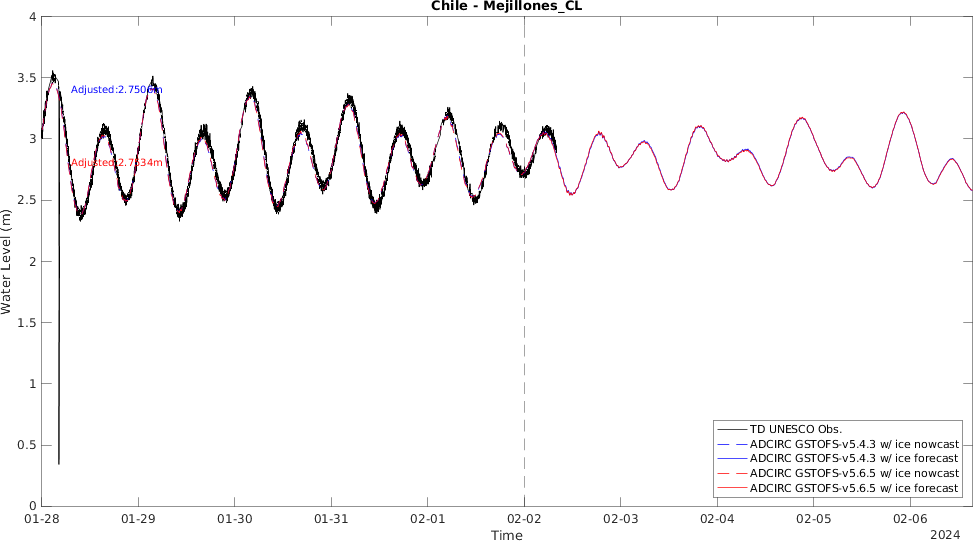 Chile - Mejillones_CL
4
3.5
3
2.5
2
1.5
1
0.5
0
Water Level (m)
Adjusted:2.7506m
Adjusted:2.7534m
TD UNESCO Obs.
ADCIRC GSTOFS-v5.4.3 w/ ice nowcast
ADCIRC GSTOFS-v5.4.3 w/ ice forecast
ADCIRC GSTOFS-v5.6.5 w/ ice nowcast
ADCIRC GSTOFS-v5.6.5 w/ ice forecast
01-28 01-29 01-30 01-31 02-01 02-02 02-03 02-04 02-05 02-06
Time
2024